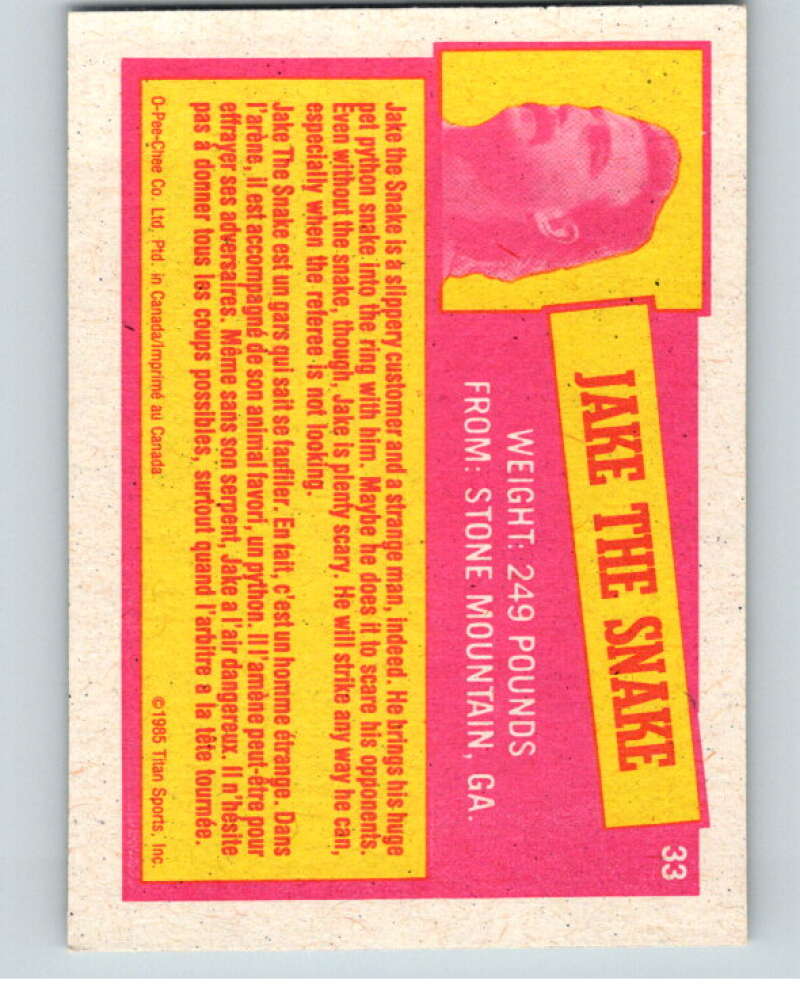 33
JAKE THE SNAKE
WEIGHT: 249 POUNDS
FROM: STONE MOUNTAIN, GA.
Jake the Snake is a slippery customer and a strange man, indeed. He brings his huge
pet python snake into the ring with him. Maybe he does it to scare his opponents.
Even without the snake, though, Jake is plenty scary. He will strike any way he can,
especially when the referee is not looking.
Jake The Snake est un gars qui sait se faufiler. En fait, c'est un homme étrange. Dans
l'arène, il est accompagné de son animal favori, un python. Il l'amène peut-être pour
effrayer ses adversaires. Même sans son serpent, Jake a l'air dangereux. Il n'hésite
pas à donner tous les coups possibles, surtout quand l'arbitre a la tête tournée.
O-Pee-Chee Co. Ltd. Ptd. in Canada/Imprimé au Canada ©1985 Titan Sports, Inc.